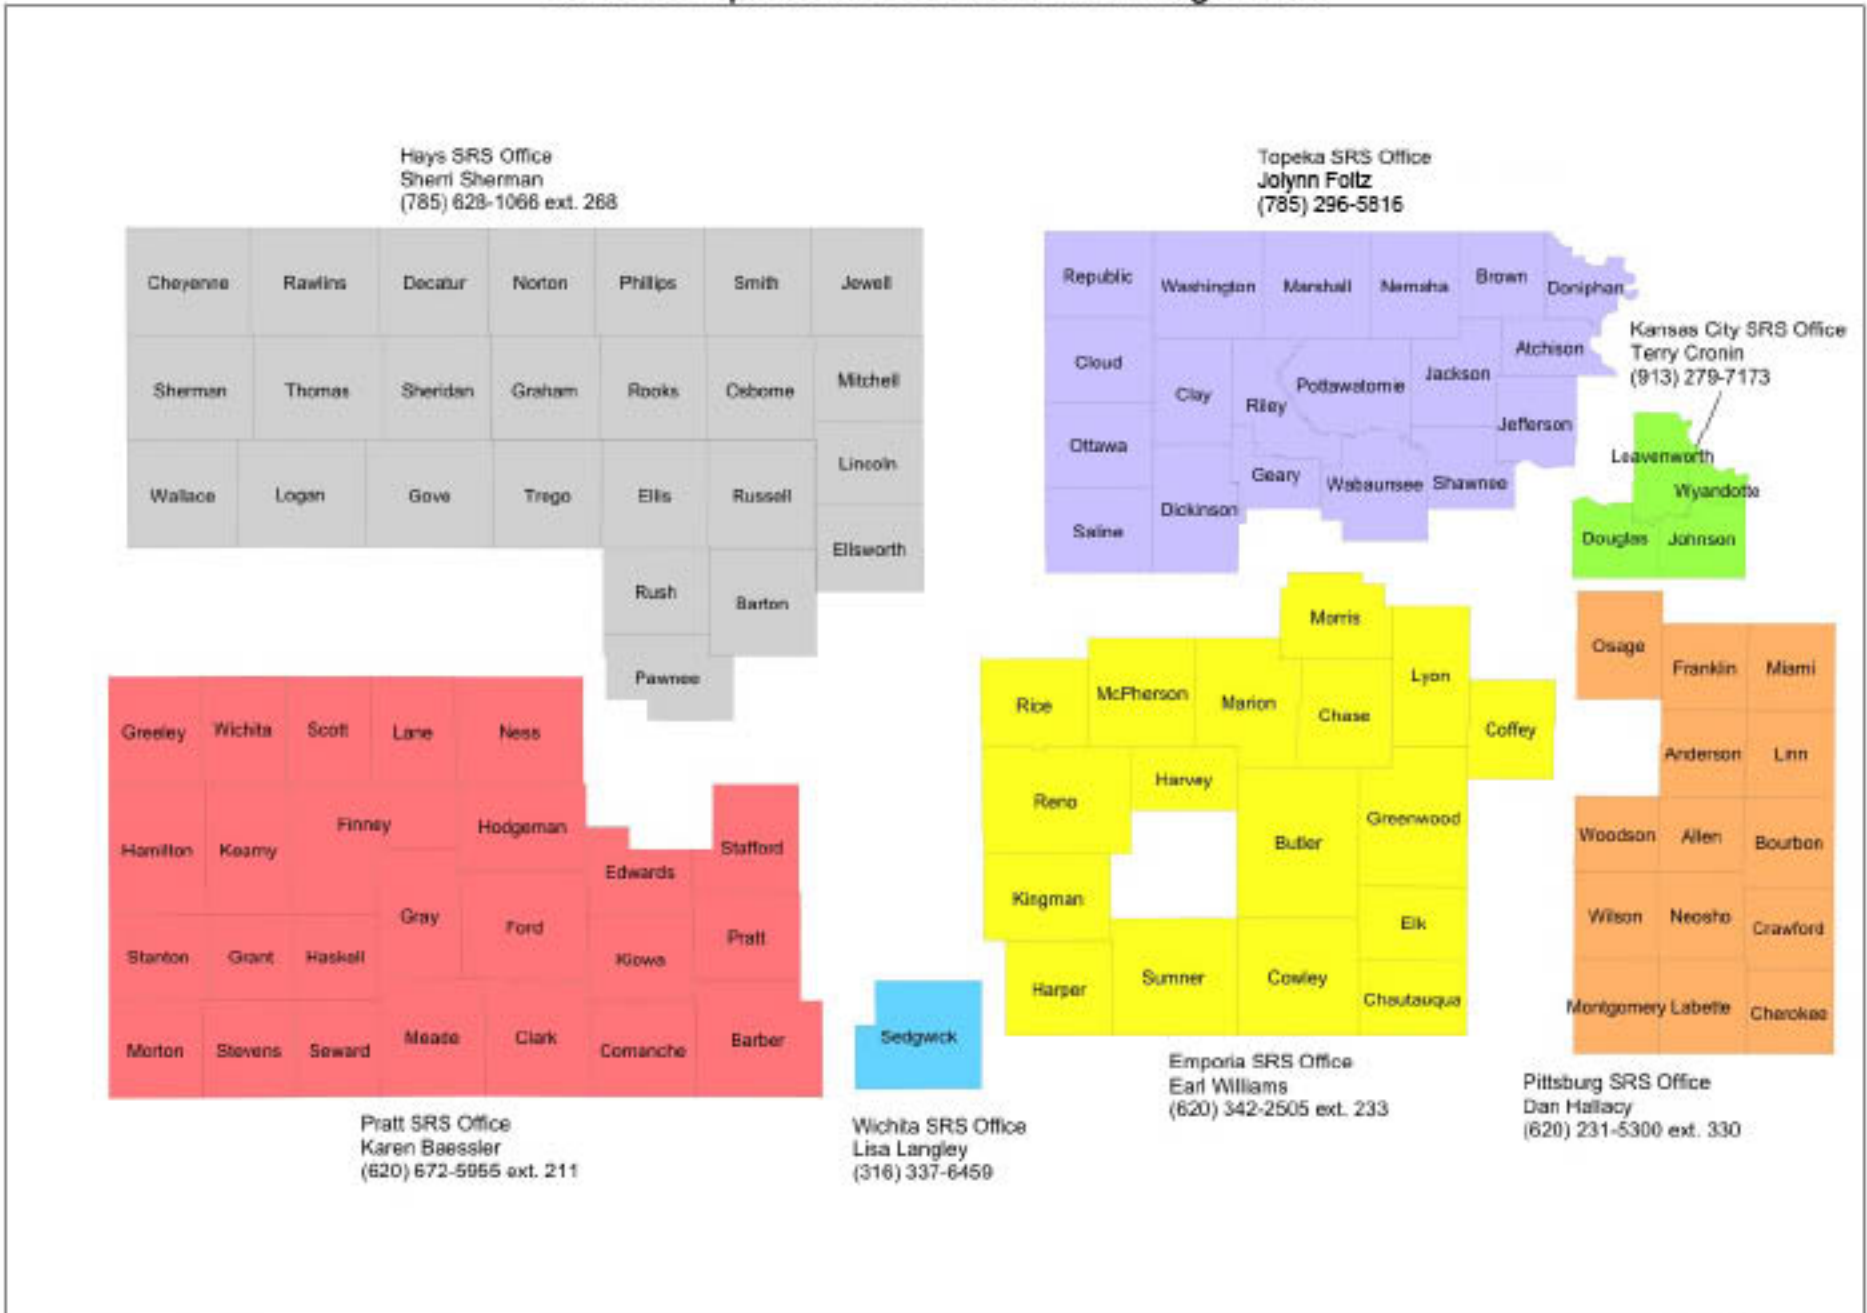 Hays SRS Office
Sherri Sherman
(785) 628-1066 ext. 268
Cheyenne Rawlins Decatur Norton Phillips Smith Jewell
Sherman Thomas Sheridan Graham Rooks Osborne Mitchell
Lincoln
Wallace Logan Gove Trego Ellis Russell
Ellsworth
Rush Barton
Pawnee
Topeka SRS Office
Jolynn Foltz
(785) 296-5816
Republic Washington Marshall Nemaha Brown Doniphan
Cloud Clay Riley Pottawatomie Jackson Atchison
Jefferson
Ottawa Geary Wabaunsee Shawnee
Saline Dickinson
Kansas City SRS Office
Terry Cronin
(913) 279-7173
Leavenworth
Wyandotte
Douglas Johnson
Greeley Wichita Scott Lane Ness
Hamilton Kearny Finney Hodgeman Edwards Stafford
Gray Ford Pratt
Stanton Grant Haskell Kiowa
Morton Stevens Seward Meade Clark Comanche Barber
Pratt SRS Office
Karen Baessler
(620) 672-5955 ext. 211
Sedgwick
Wichita SRS Office
Lisa Langley
(316) 337-6459
Morris
Rice McPherson Marion Chase Lyon Coffey
Reno Harvey Butler Greenwood
Kingman Elk
Harper Sumner Cowley Chautauqua
Emporia SRS Office
Earl Williams
(620) 342-2505 ext. 233
Osage Franklin Miami
Anderson Linn
Woodson Allen Bourbon
Wilson Neosho Crawford
Montgomery Labette Cherokee
Pittsburg SRS Office
Dan Hallacy
(620) 231-5300 ext. 330